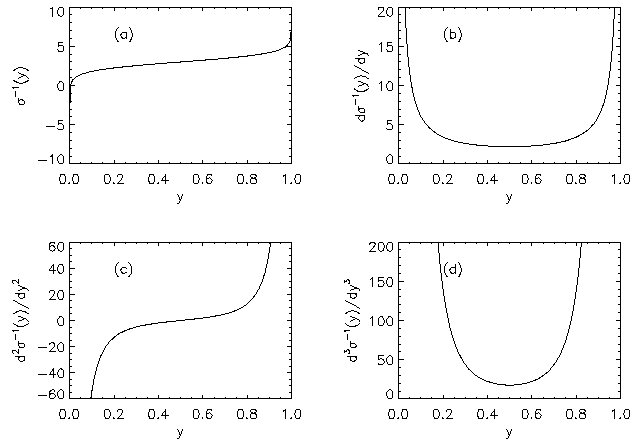 (a)
σ⁻¹(y)
10
5
0
−5
−10
0.0 0.2 0.4 0.6 0.8 1.0
y
(b)
dσ⁻¹(y)/dy
20
15
10
5
0
0.0 0.2 0.4 0.6 0.8 1.0
y
(c)
d²σ⁻¹(y)/dy²
60
40
20
0
−20
−40
−60
0.0 0.2 0.4 0.6 0.8 1.0
y
(d)
d³σ⁻¹(y)/dy³
200
150
100
50
0
0.0 0.2 0.4 0.6 0.8 1.0
y